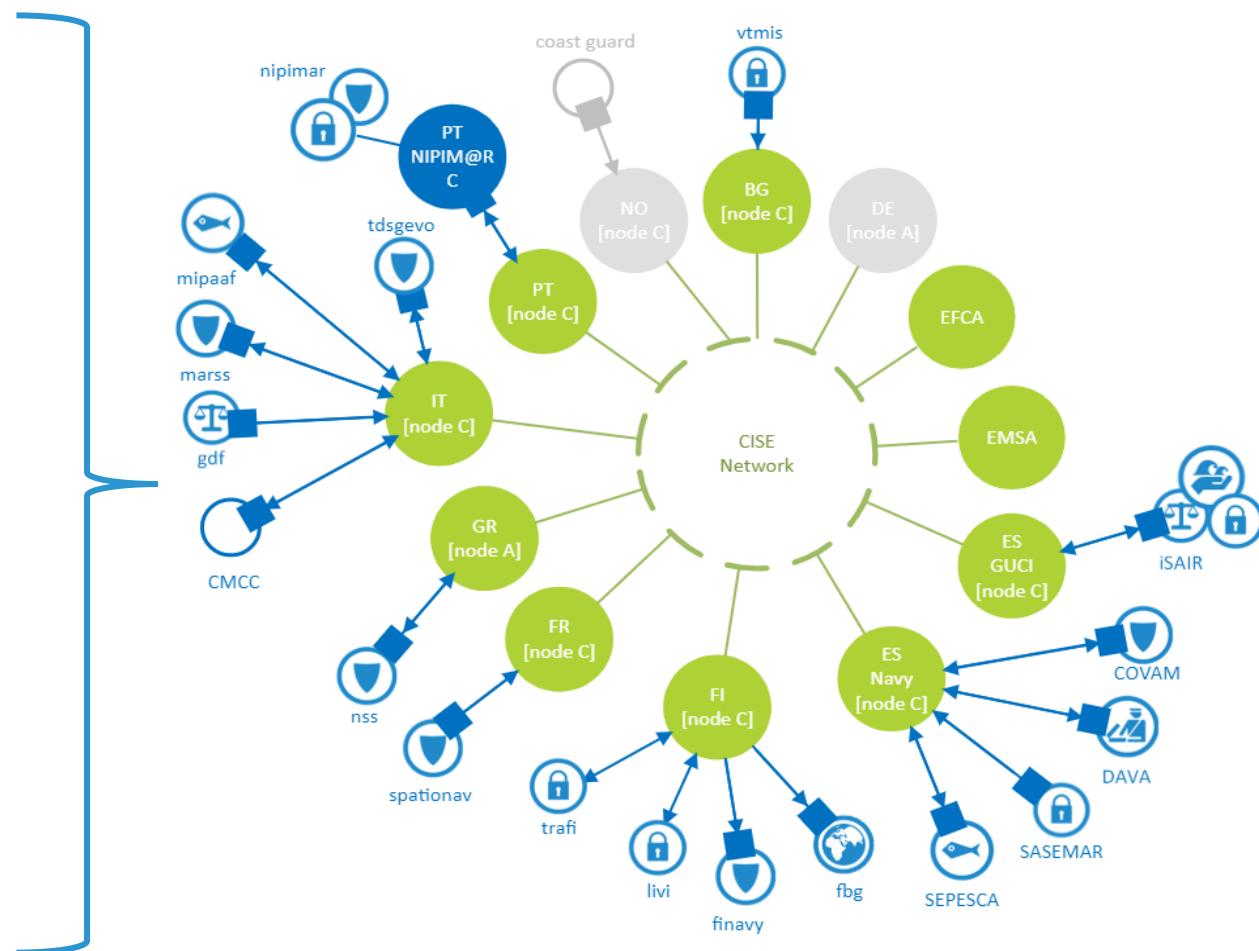 coast guard
vtmis
nipimar
PT
NIPIM@R
C
NO
[node C]
BG
[node C]
DE
[node A]
tdsgevo
mipaaf
PT
[node C]
EFCA
marss
IT
[node C]
gdf
CISE
Network
EMSA
CMCC
GR
[node A]
ES
GUCI
[node C]
iSAIR
FR
[node C]
nss
FI
[node C]
ES
Navy
[node C]
COVAM
spationav
DAVA
trafi
livi
finavy
fbg
SEPESCA
SASEMAR